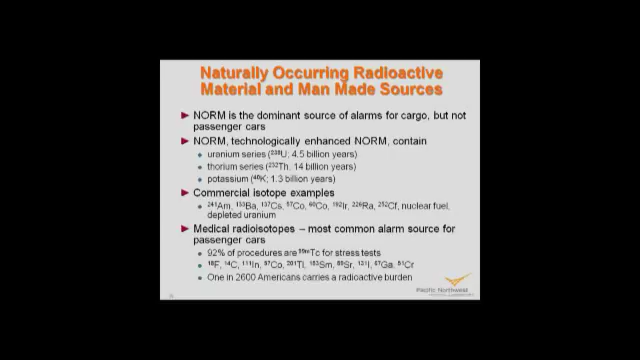 Naturally Occurring Radioactive
Material and Man Made Sources
NORM is the dominant source of alarms for cargo, but not
passenger cars
NORM, technologically enhanced NORM, contain
uranium series (²³⁸U; 4.5 billion years)
thorium series (²³²Th, 14 billion years)
potassium (⁴⁰K; 1.3 billion years)
Commercial isotope examples
²⁴¹Am, ¹³³Ba, ¹³⁷Cs, ⁵⁷Co, ⁶⁰Co, ¹⁹²Ir, ²²⁶Ra, ²⁵²Cf, nuclear fuel,
depleted uranium
Medical radioisotopes – most common alarm source for
passenger cars
92% of procedures are ⁹⁹ᵐTc for stress tests
¹⁸F, ¹⁴C, ¹¹¹In, ⁵⁷Co, ²⁰¹Tl, ¹⁵³Sm, ⁸⁹Sr, ¹³¹I, ⁶⁷Ga, ⁵¹Cr
One in 2600 Americans carries a radioactive burden
Pacific Northwest